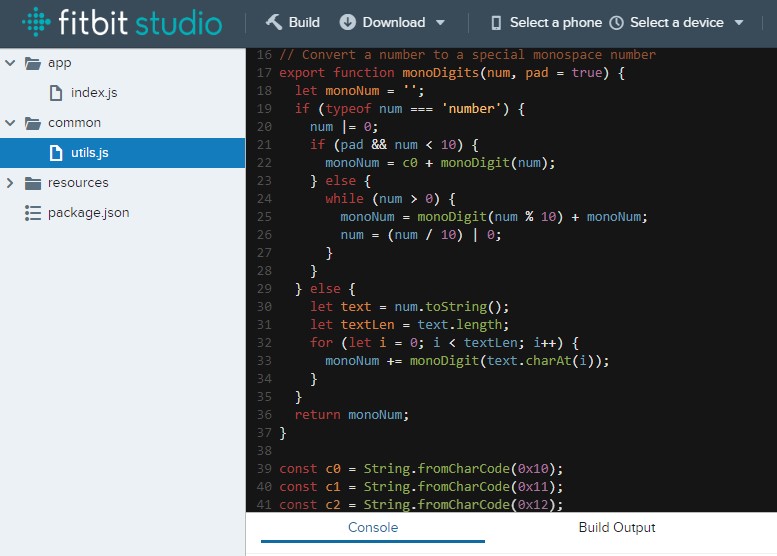 fitbit studio
Build
Download
Select a phone
Select a device
app
index.js
common
utils.js
resources
package.json
16 // Convert a number to a special monospace number
17 export function monoDigits(num, pad = true) {
18   let monoNum = '';
19   if (typeof num === 'number') {
20     num |= 0;
21     if (pad && num < 10) {
22       monoNum = c0 + monoDigit(num);
23     } else {
24       while (num > 0) {
25         monoNum = monoDigit(num % 10) + monoNum;
26         num = (num / 10) | 0;
27       }
28     }
29   } else {
30     let text = num.toString();
31     let textLen = text.length;
32     for (let i = 0; i < textLen; i++) {
33       monoNum += monoDigit(text.charAt(i));
34     }
35   }
36   return monoNum;
37 }
38
39 const c0 = String.fromCharCode(0x10);
40 const c1 = String.fromCharCode(0x11);
41 const c2 = String.fromCharCode(0x12);
Console
Build Output